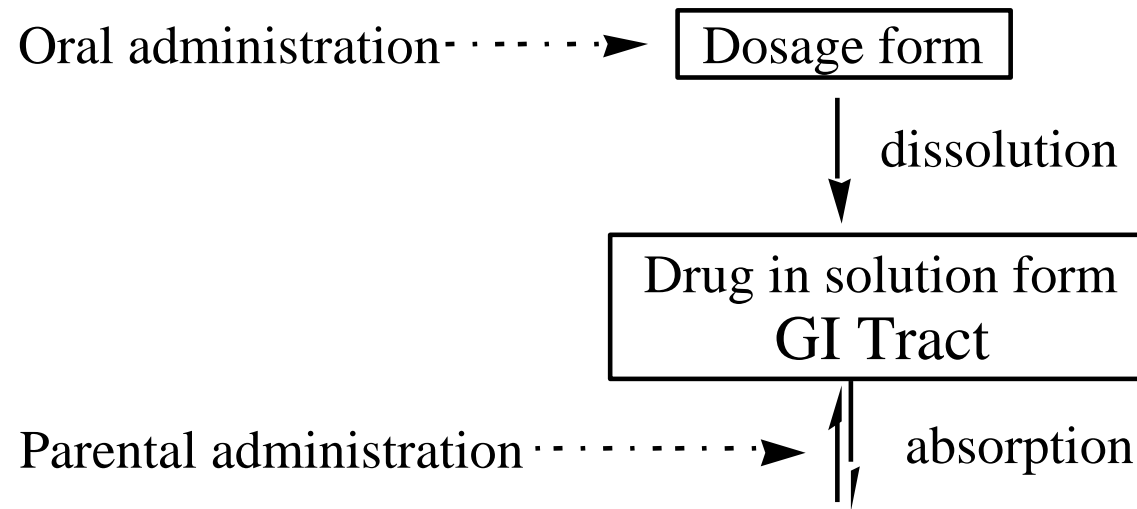 Oral administration
Dosage form
dissolution
Drug in solution form
GI Tract
Parental administration
absorption